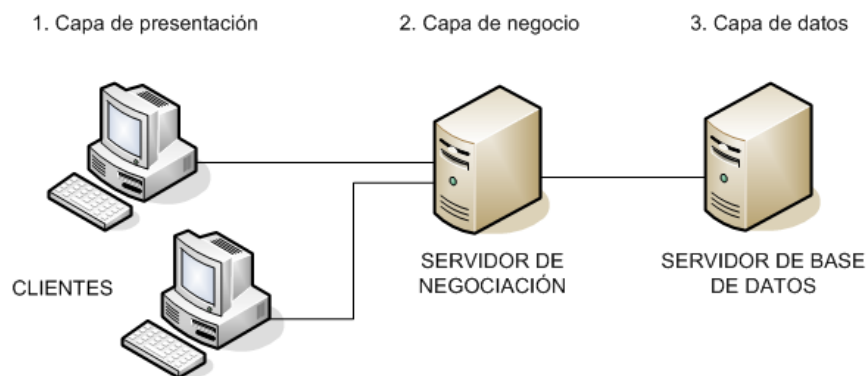 1. Capa de presentación
2. Capa de negocio
3. Capa de datos
CLIENTES
SERVIDOR DE
NEGOCIACIÓN
SERVIDOR DE BASE
DE DATOS